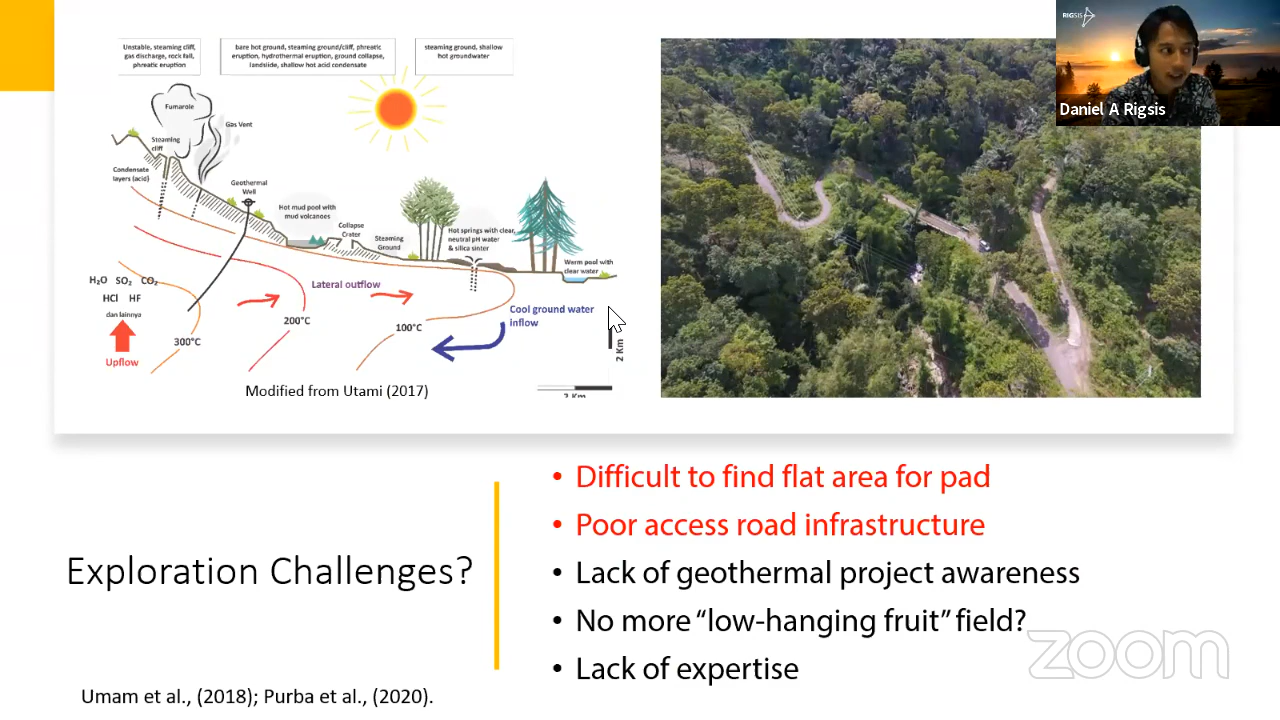 Unstable, steaming cliff,
gas discharge, rock fall,
phreatic eruption
bare hot ground, steaming ground/cliff, phreatic
eruption, hydrothermal eruption, ground collapse,
landslide, shallow hot acid condensate
steaming ground, shallow
hot groundwater
RIGSIS
Daniel A Rigsis
Fumarole
Gas Vent
Steaming
cliff
Condensate
layers (acid)
Geothermal
Well
Hot mud pool with
mud volcanoes
Collapse
Crater
Steaming
Ground
Hot springs with clear,
neutral pH water
& silica sinter
Warm pool with
clear water
H₂O SO₂ CO₂
HCl HF
dan lainnya
Upflow
Lateral outflow
300°C
200°C
100°C
Cool ground water
inflow
2 Km
2 Km
Modified from Utami (2017)
Exploration Challenges?
• Difficult to find flat area for pad
• Poor access road infrastructure
• Lack of geothermal project awareness
• No more “low-hanging fruit” field?
• Lack of expertise
Umam et al., (2018); Purba et al., (2020).
zoom